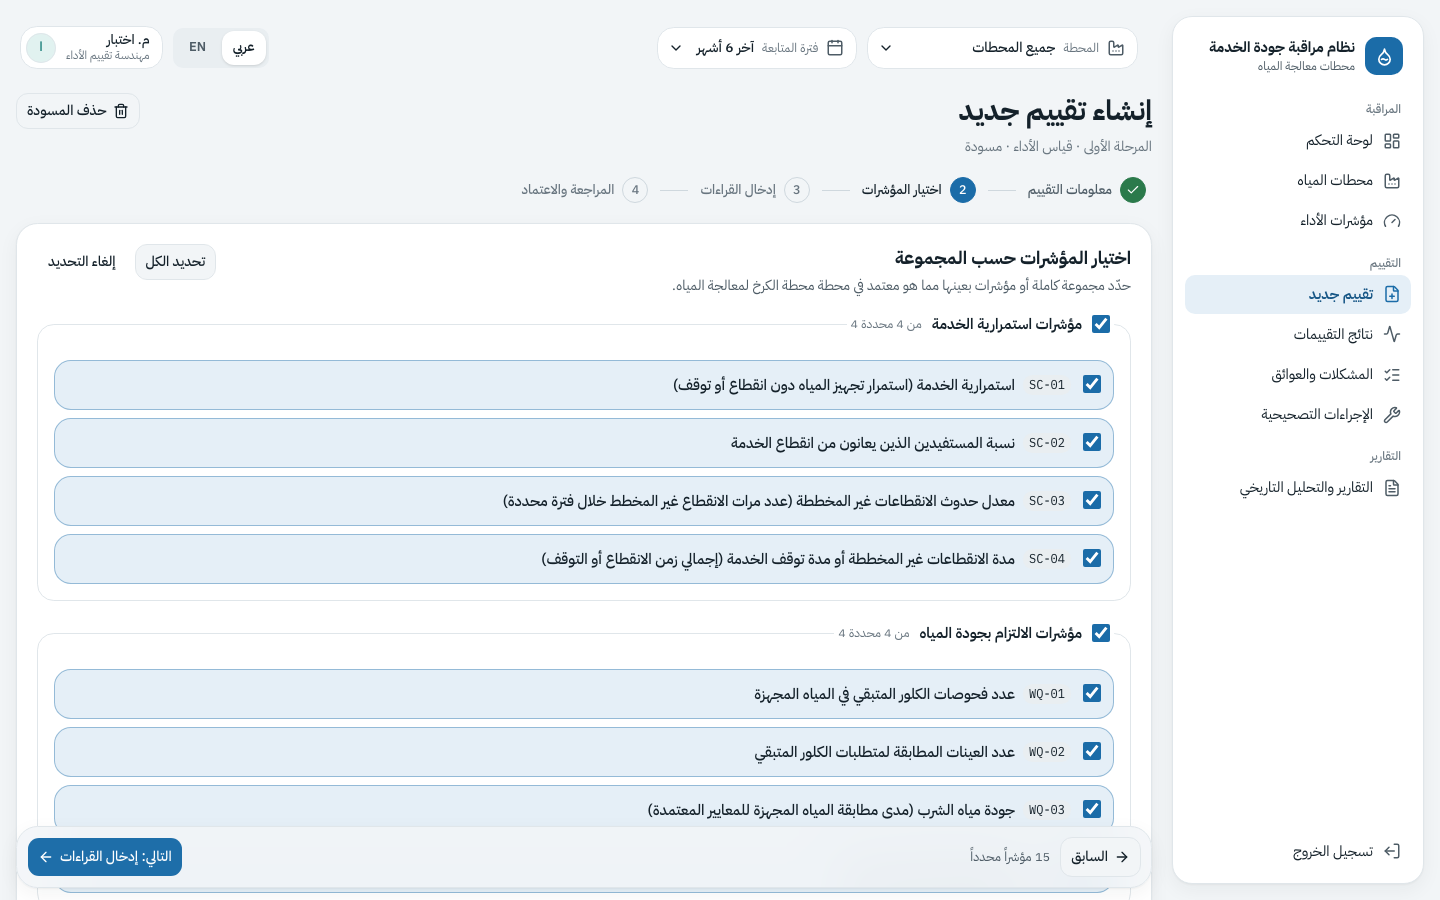 نظام مراقبة جودة الخدمة
محطات معالجة المياه
المراقبة
لوحة التحكم
محطات المياه
مؤشرات الأداء
التقييم
تقييم جديد
نتائج التقييمات
المشكلات والعوائق
الإجراءات التصحيحية
التقارير
التقارير والتحليل التاريخي
تسجيل الخروج
المحطة جميع المحطات
فترة المتابعة آخر 6 أشهر
عربي EN
م. اختبار
مهندسة تقييم الأداء
ا
إنشاء تقييم جديد
حذف المسودة
المرحلة الأولى · قياس الأداء · مسودة
معلومات التقييم
2 اختيار المؤشرات
3 إدخال القراءات
4 المراجعة والاعتماد
اختيار المؤشرات حسب المجموعة
تحديد الكل
إلغاء التحديد
حدّد مجموعة كاملة أو مؤشرات بعينها مما هو معتمد في محطة محطة الكرخ لمعالجة المياه.
مؤشرات استمرارية الخدمة من 4 محددة 4
SC-01 استمرارية الخدمة (استمرار تجهيز المياه دون انقطاع أو توقف)
SC-02 نسبة المستفيدين الذين يعانون من انقطاع الخدمة
SC-03 معدل حدوث الانقطاعات غير المخططة (عدد مرات الانقطاع غير المخطط خلال فترة محددة)
SC-04 مدة الانقطاعات غير المخططة أو مدة توقف الخدمة (إجمالي زمن الانقطاع أو التوقف)
مؤشرات الالتزام بجودة المياه من 4 محددة 4
WQ-01 عدد فحوصات الكلور المتبقي في المياه المجهزة
WQ-02 عدد العينات المطابقة لمتطلبات الكلور المتبقي
WQ-03 جودة مياه الشرب (مدى مطابقة المياه المجهزة للمعايير المعتمدة)
السابق
15 مؤشراً محدداً
التالي: إدخال القراءات